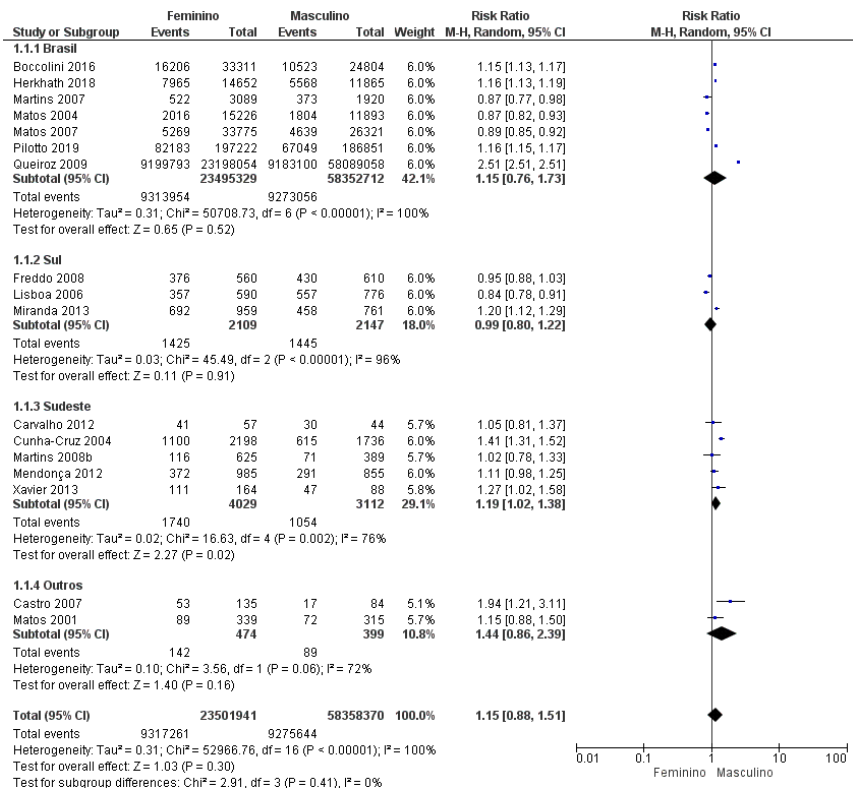 Feminino Masculino Risk Ratio Risk Ratio
Study or Subgroup Events Total Events Total Weight M-H, Random, 95% CI M-H, Random, 95% CI
1.1.1 Brasil
Boccolini 2016 16206 33311 10523 24804 6.0% 1.15 [1.13, 1.17]
Herkhath 2018 7965 14652 5568 11865 6.0% 1.16 [1.13, 1.19]
Martins 2007 522 3089 373 1920 6.0% 0.87 [0.77, 0.98]
Matos 2004 2016 15226 1804 11893 6.0% 0.87 [0.82, 0.93]
Matos 2007 5269 33775 4639 26321 6.0% 0.89 [0.85, 0.92]
Pilotto 2019 82183 197222 67049 186851 6.0% 1.16 [1.15, 1.17]
Queiroz 2009 9199793 23198054 9183100 58089058 6.0% 2.51 [2.51, 2.51]
Subtotal (95% CI) 23495329 58352712 42.1% 1.15 [0.76, 1.73]
Total events 9313954 9273056
Heterogeneity: Tau² = 0.31; Chi² = 50708.73, df = 6 (P < 0.00001); I² = 100%
Test for overall effect: Z = 0.65 (P = 0.52)
1.1.2 Sul
Freddo 2008 376 560 430 610 6.0% 0.95 [0.88, 1.03]
Lisboa 2006 357 590 557 776 6.0% 0.84 [0.78, 0.91]
Miranda 2013 692 959 458 761 6.0% 1.20 [1.12, 1.29]
Subtotal (95% CI) 2109 2147 18.0% 0.99 [0.80, 1.22]
Total events 1425 1445
Heterogeneity: Tau² = 0.03; Chi² = 45.49, df = 2 (P < 0.00001); I² = 96%
Test for overall effect: Z = 0.11 (P = 0.91)
1.1.3 Sudeste
Carvalho 2012 41 57 30 44 5.7% 1.05 [0.81, 1.37]
Cunha-Cruz 2004 1100 2198 615 1736 6.0% 1.41 [1.31, 1.52]
Martins 2008b 116 625 71 389 5.7% 1.02 [0.78, 1.33]
Mendonça 2012 372 985 291 855 6.0% 1.11 [0.98, 1.25]
Xavier 2013 111 164 47 88 5.8% 1.27 [1.02, 1.58]
Subtotal (95% CI) 4029 3112 29.1% 1.19 [1.02, 1.38]
Total events 1740 1054
Heterogeneity: Tau² = 0.02; Chi² = 16.63, df = 4 (P = 0.002); I² = 76%
Test for overall effect: Z = 2.27 (P = 0.02)
1.1.4 Outros
Castro 2007 53 135 17 84 5.1% 1.94 [1.21, 3.11]
Matos 2001 89 339 72 315 5.7% 1.15 [0.88, 1.50]
Subtotal (95% CI) 474 399 10.8% 1.44 [0.86, 2.39]
Total events 142 89
Heterogeneity: Tau² = 0.10; Chi² = 3.56, df = 1 (P = 0.06); I² = 72%
Test for overall effect: Z = 1.40 (P = 0.16)
Total (95% CI) 23501941 58358370 100.0% 1.15 [0.88, 1.51]
Total events 9317261 9275644
Heterogeneity: Tau² = 0.31; Chi² = 52966.76, df = 16 (P < 0.00001); I² = 100%
Test for overall effect: Z = 1.03 (P = 0.30)
Test for subgroup differences: Chi² = 2.91, df = 3 (P = 0.41), I² = 0%
0.01 0.1 1 10 100
Feminino Masculino